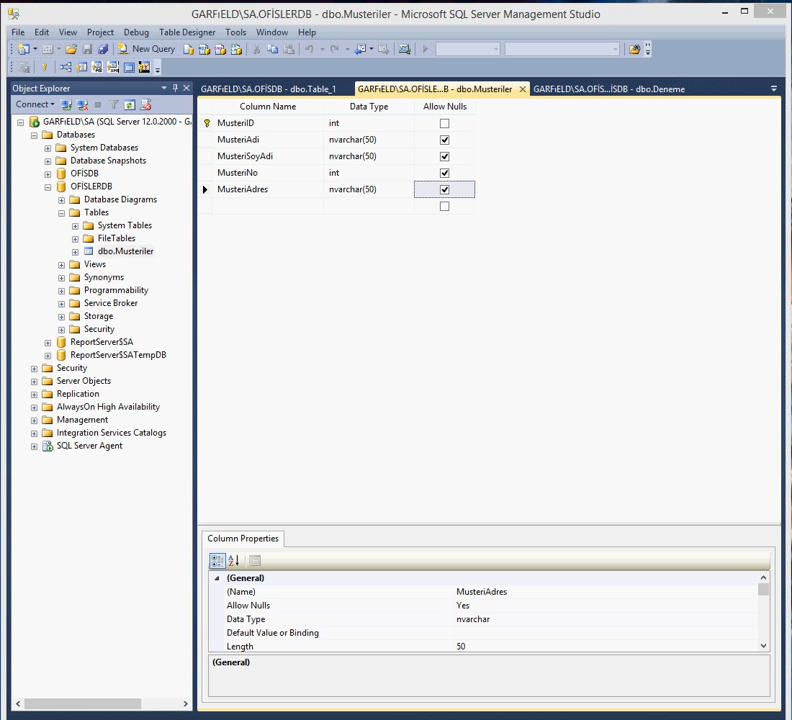 GARFıELD\SA.OFİSLERDB - dbo.Musteriler - Microsoft SQL Server Management Studio
File Edit View Project Debug Table Designer Tools Window Help
New Query
Object Explorer
Connect
GARFıELD\SA (SQL Server 12.0.2000 - GA
Databases
System Databases
Database Snapshots
OFİSDB
OFİSLERDB
Database Diagrams
Tables
System Tables
FileTables
dbo.Musteriler
Views
Synonyms
Programmability
Service Broker
Storage
Security
ReportServer$SA
ReportServer$SATempDB
Security
Server Objects
Replication
AlwaysOn High Availability
Management
Integration Services Catalogs
SQL Server Agent
GARFıELD\SA.OFİSDB - dbo.Table_1 GARFıELD\SA.OFİSLE...B - dbo.Musteriler GARFıELD\SA.OFİS...İSDB - dbo.Deneme
Column Name Data Type Allow Nulls
MusteriID int
MusteriAdi nvarchar(50)
MusteriSoyAdi nvarchar(50)
MusteriNo int
MusteriAdres nvarchar(50)
Column Properties
(General)
(Name) MusteriAdres
Allow Nulls Yes
Data Type nvarchar
Default Value or Binding
Length 50
(General)